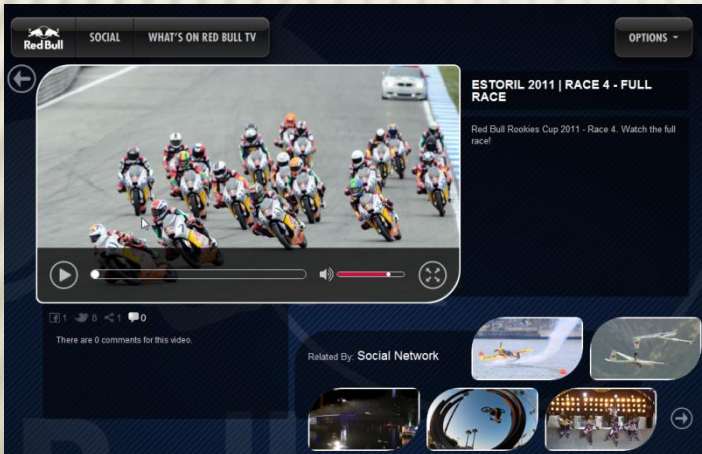 Red Bull
SOCIAL
WHAT'S ON RED BULL TV
OPTIONS
ESTORIL 2011 | RACE 4 - FULL
RACE
Red Bull Rookies Cup 2011 - Race 4. Watch the full
race!
1 8 1 0
There are 0 comments for this video.
Related By: Social Network